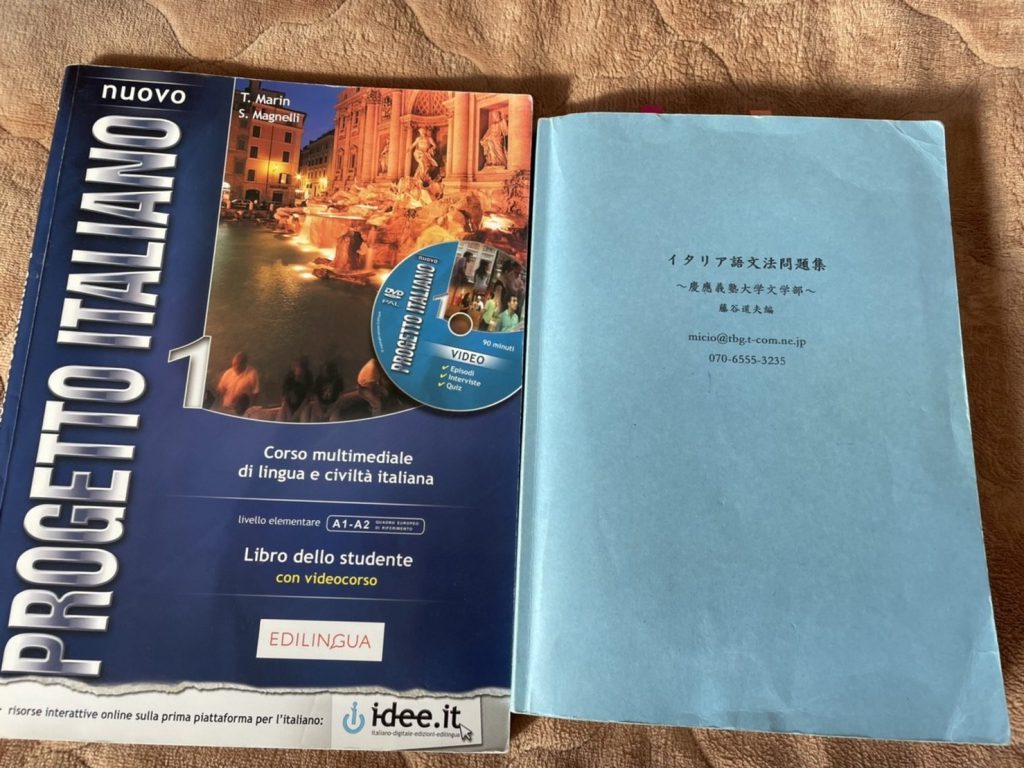 nuovo
PROGETTO ITALIANO
1
T. Marin
S. Magnelli
nuovo
PROGETTO ITALIANO
1
DVD
PAL
90 minuti
VIDEO
✓ Episodi
✓ Interviste
✓ Quiz
Corso multimediale
di lingua e civiltà italiana
livello elementare A1-A2 QUADRO EUROPEO
DI RIFERIMENTO
Libro dello studente
con videocorso
EDILINGUA
risorse interattive online sulla prima piattaforma per l'italiano:
i idee.it
italiano-digitale-edizioni-edilingua
イタリア語文法問題集
～慶應義塾大学文学部～
藤谷道夫編
micio@tbg.t-com.ne.jp
070-6555-3235